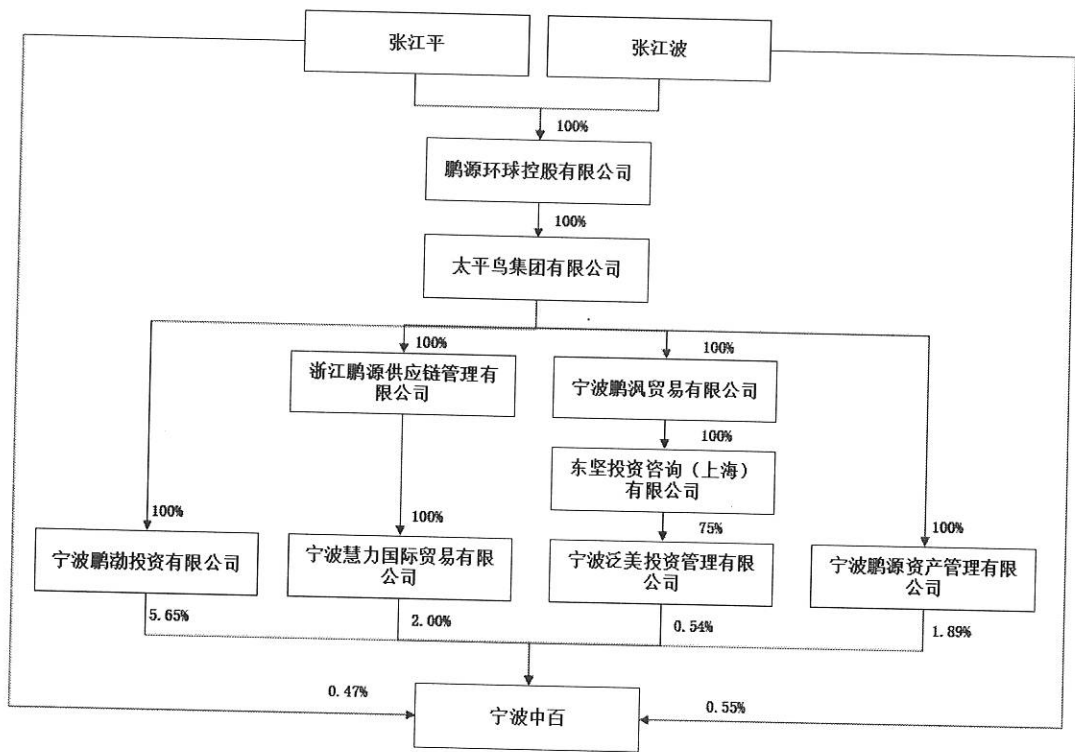 张江平
张江波
100%
鹏源环球控股有限公司
100%
太平鸟集团有限公司
100%
100%
浙江鹏源供应链管理有
限公司
宁波鹏沨贸易有限公司
100%
东坚投资咨询（上海）
有限公司
100%
100%
75%
100%
宁波鹏渤投资有限公司
宁波慧力国际贸易有限
公司
宁波泛美投资管理有限
公司
宁波鹏源资产管理有限
公司
5.65%
2.00%
0.54%
1.89%
0.47%
宁波中百
0.55%